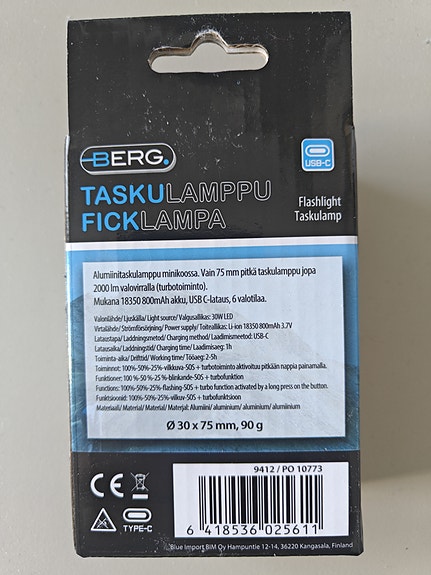 BERG.
USB-C
TASKULAMPPU
FICKLAMPA
Flashlight
Taskulamp
Alumiinitaskulamppu minikoossa. Vain 75 mm pitkä taskulamppu jopa
2000 lm valovirralla (turbotoiminto).
Mukana 18350 800mAh akku, USB C-lataus, 6 valotilaa.
Valonlähde/ Ljuskälla/ Light source/ Valgusallikas: 30W LED
Virtalähde/ Strömförsörjning/ Power supply/ Toiteallikas: Li-ion 18350 800mAh 3.7V
Lataustapa/ Laddningsmetod/ Charging method/ Laadimismeetod: USB-C
Latausaika/ Laddningstid/ Charging time/ Laadimisaeg: 1h
Toiminta-aika/ Drifttid/ Working time/ Tööaeg: 2-5h
Toiminnot: 100%-50%-25%-vilkkuva-SOS + turbotoiminto aktivoituu pitkään nappia painamalla.
Funktioner: 100 %-50 %-25 %-blinkande-SOS + turbofunktion
Functions: 100%-50%-25%-flashing-SOS + turbo function activated by a long press on the button.
Funktsioonid: 100%-50%-25%-vilkuv-SOS + turbofunktsioon
Materiaali/ Material/ Material/ Materjal: Alumiini/ aluminium/ aluminium/ alumiinium
Ø 30 x 75 mm, 90 g
9412 / PO 10773
CE
TYPE-C
6 418536 025611
Blue Import BIM Oy Hampuntie 12-14, 36220 Kangasala, Finland